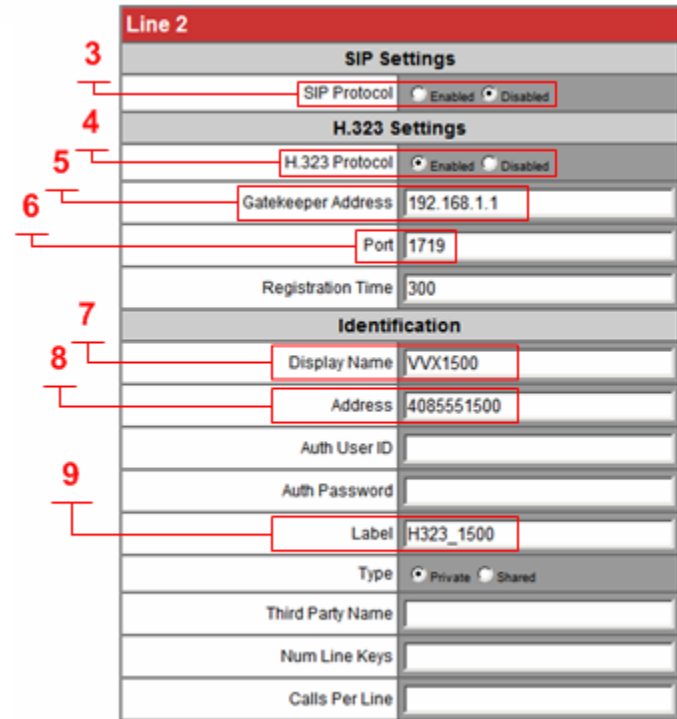 Line 2
SIP Settings
3
SIP Protocol Enabled Disabled
H.323 Settings
4
H.323 Protocol Enabled Disabled
5
Gatekeeper Address 192.168.1.1
6
Port 1719
Registration Time 300
Identification
7
Display Name VVX1500
8
Address 4085551500
Auth User ID
Auth Password
9
Label H323_1500
Type Private Shared
Third Party Name
Num Line Keys
Calls Per Line